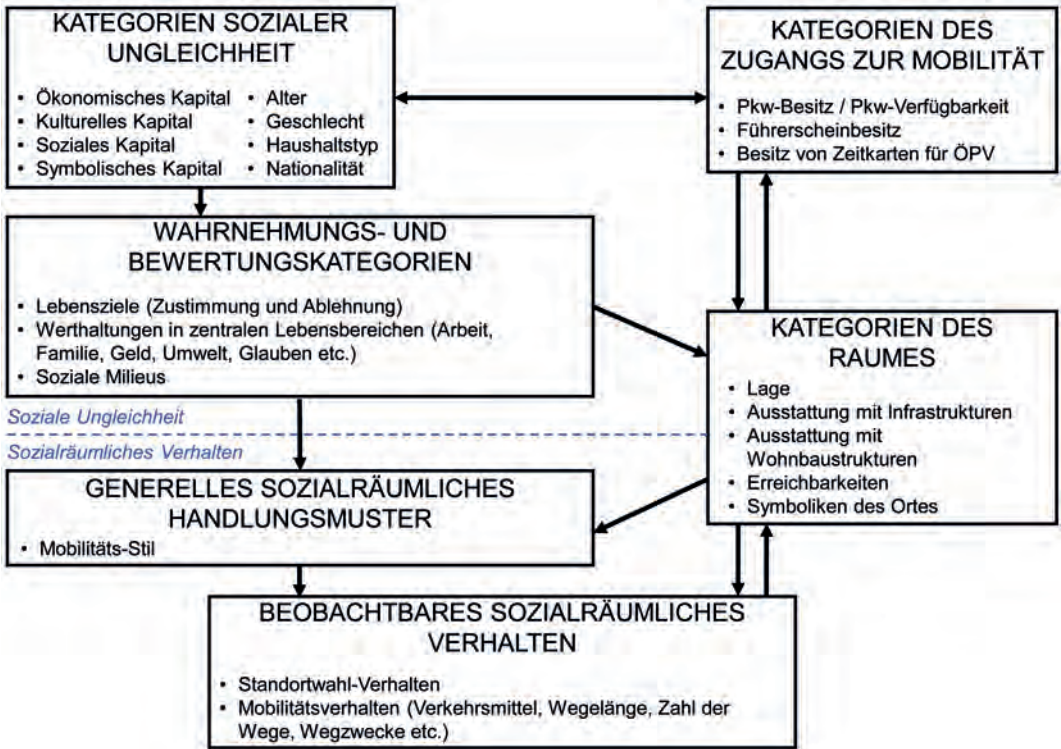 KATEGORIEN SOZIALER
UNGLEICHHEIT
• Ökonomisches Kapital
• Kulturelles Kapital
• Soziales Kapital
• Symbolisches Kapital
• Alter
• Geschlecht
• Haushaltstyp
• Nationalität
KATEGORIEN DES
ZUGANGS ZUR MOBILITÄT
• Pkw-Besitz / Pkw-Verfügbarkeit
• Führerscheinbesitz
• Besitz von Zeitkarten für ÖPV
WAHRNEHMUNGS- UND
BEWERTUNGSKATEGORIEN
• Lebensziele (Zustimmung und Ablehnung)
• Werthaltungen in zentralen Lebensbereichen (Arbeit,
Familie, Geld, Umwelt, Glauben etc.)
• Soziale Milieus
KATEGORIEN DES
RAUMES
• Lage
• Ausstattung mit Infrastrukturen
• Ausstattung mit
Wohnbaustrukturen
• Erreichbarkeiten
• Symboliken des Ortes
Soziale Ungleichheit
Sozialräumliches Verhalten
GENERELLES SOZIALRÄUMLICHES
HANDLUNGSMUSTER
• Mobilitäts-Stil
BEOBACHTBARES SOZIALRÄUMLICHES
VERHALTEN
• Standortwahl-Verhalten
• Mobilitätsverhalten (Verkehrsmittel, Wegelänge, Zahl der
Wege, Wegzwecke etc.)